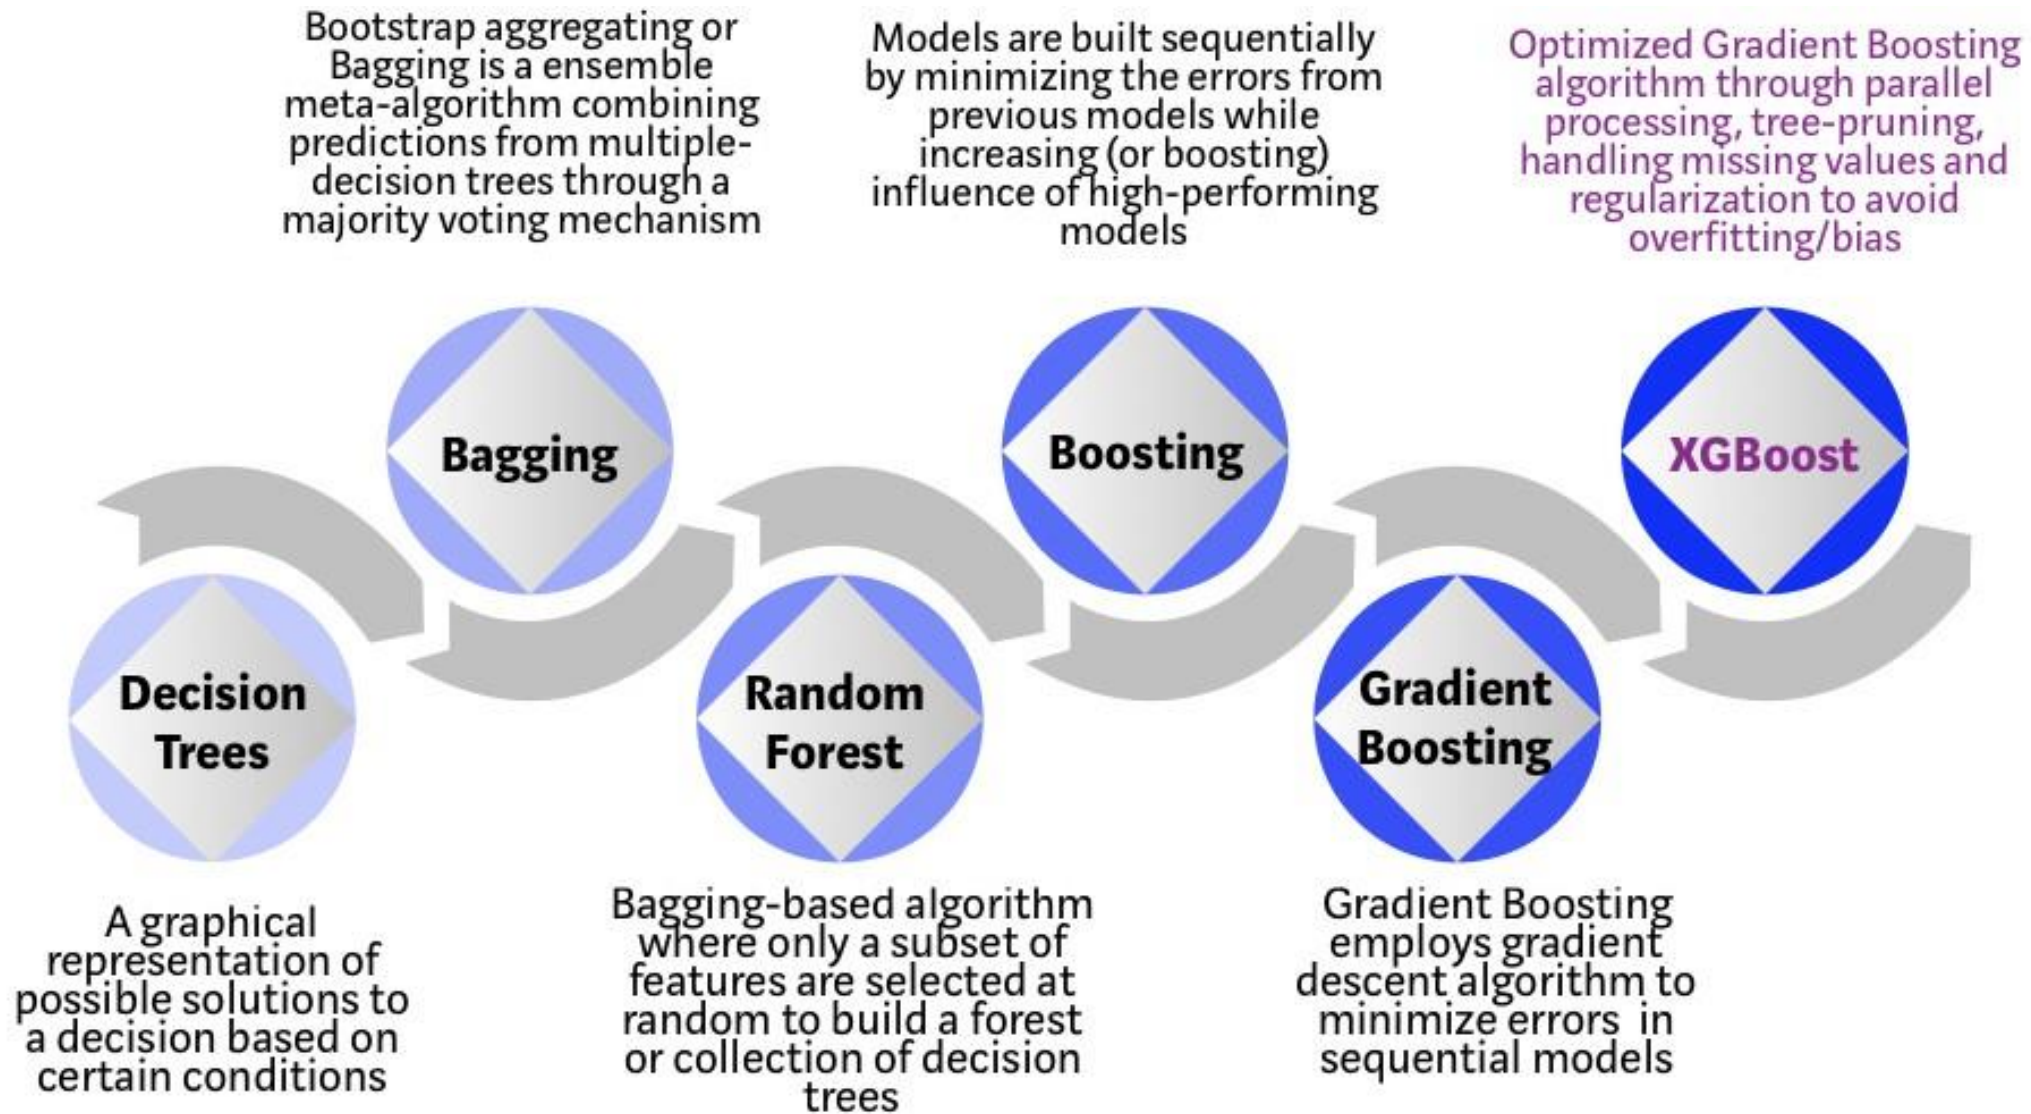 Bootstrap aggregating or
Bagging is a ensemble
meta-algorithm combining
predictions from multiple-
decision trees through a
majority voting mechanism
Models are built sequentially
by minimizing the errors from
previous models while
increasing (or boosting)
influence of high-performing
models
Optimized Gradient Boosting
algorithm through parallel
processing, tree-pruning,
handling missing values and
regularization to avoid
overfitting/bias
Bagging
Boosting
XGBoost
Decision
Trees
Random
Forest
Gradient
Boosting
A graphical
representation of
possible solutions to
a decision based on
certain conditions
Bagging-based algorithm
where only a subset of
features are selected at
random to build a forest
or collection of decision
trees
Gradient Boosting
employs gradient
descent algorithm to
minimize errors in
sequential models